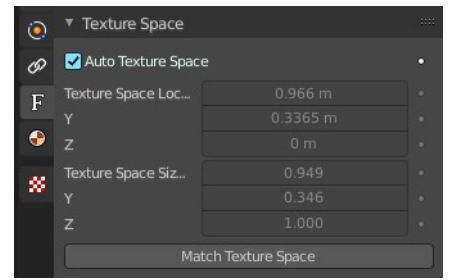 Texture Space
Auto Texture Space
Texture Space Loc... 0.966 m
F
Y 0.3365 m
Z 0 m
Texture Space Siz... 0.949
Y 0.346
Z 1.000
Match Texture Space